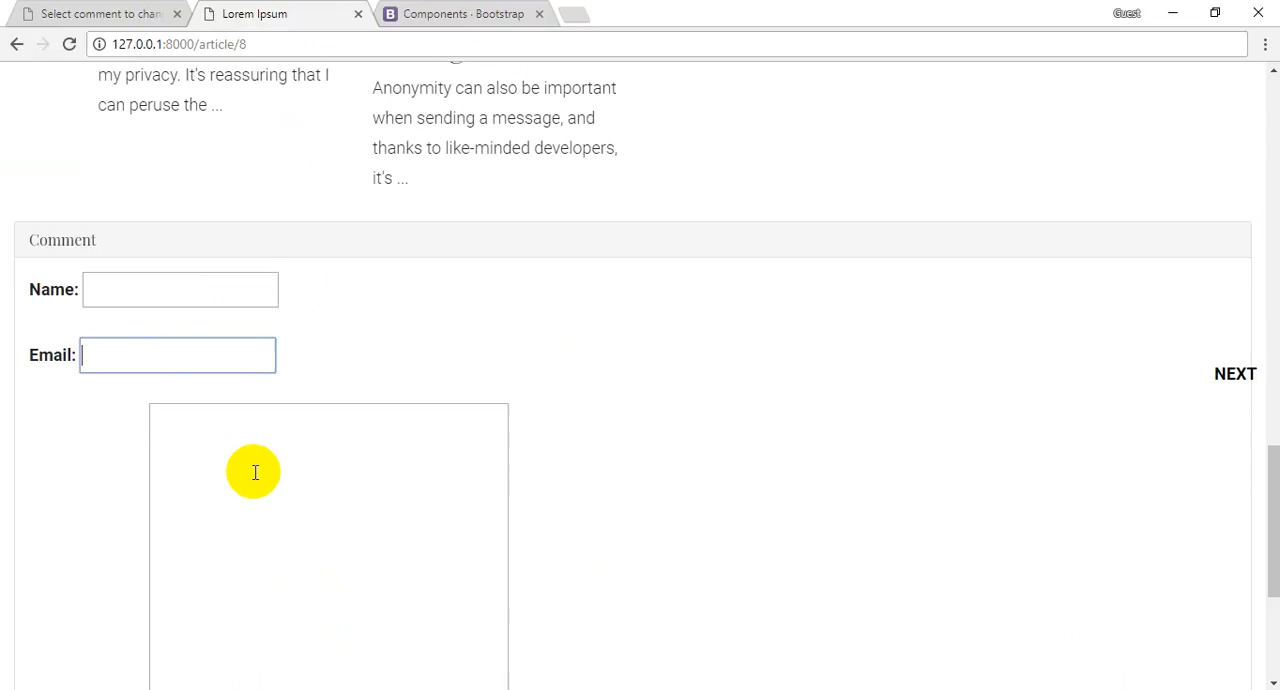 Select comment to chan
Lorem Ipsum
Components · Bootstrap
Guest
127.0.0.1:8000/article/8
my privacy. It's reassuring that I
can peruse the ...
Anonymity can also be important
when sending a message, and
thanks to like-minded developers,
it's ...
Comment
Name:
Email:
NEXT